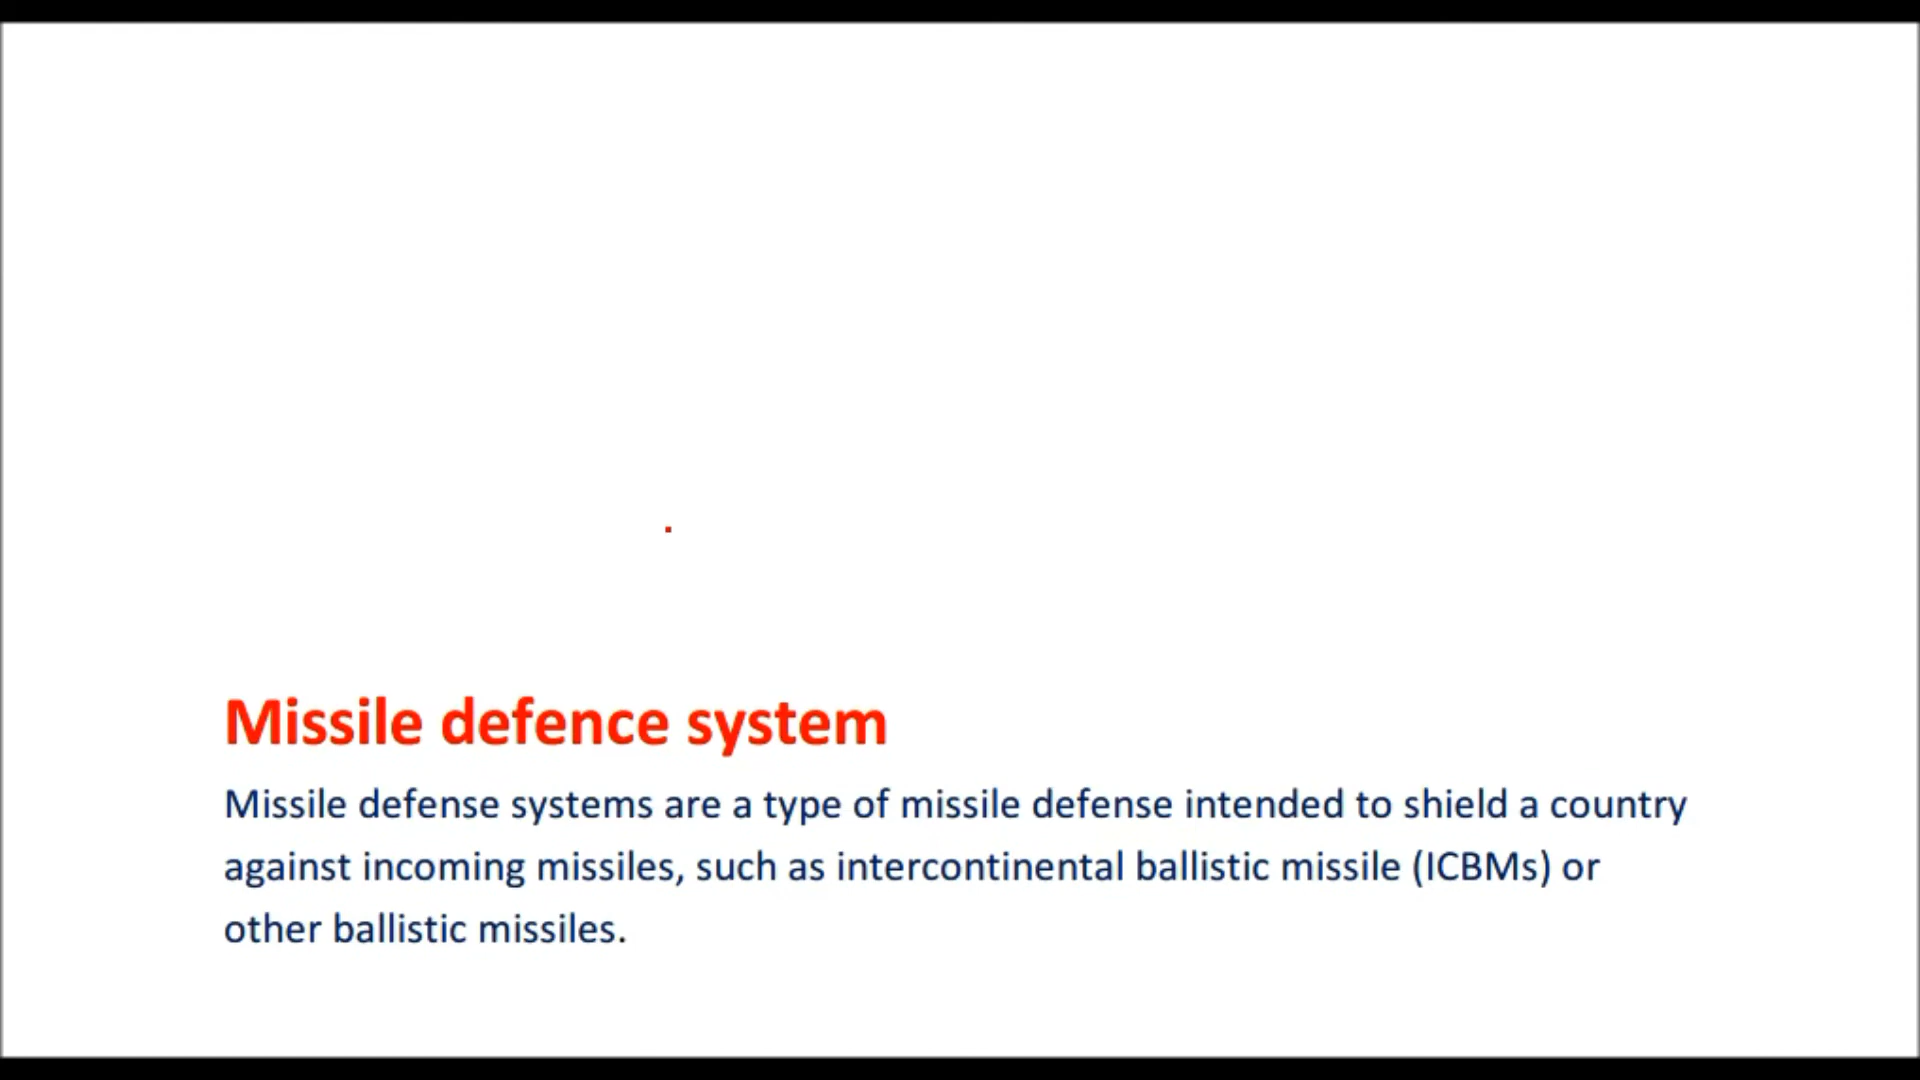 Missile defence system
Missile defense systems are a type of missile defense intended to shield a country
against incoming missiles, such as intercontinental ballistic missile (ICBMs) or
other ballistic missiles.